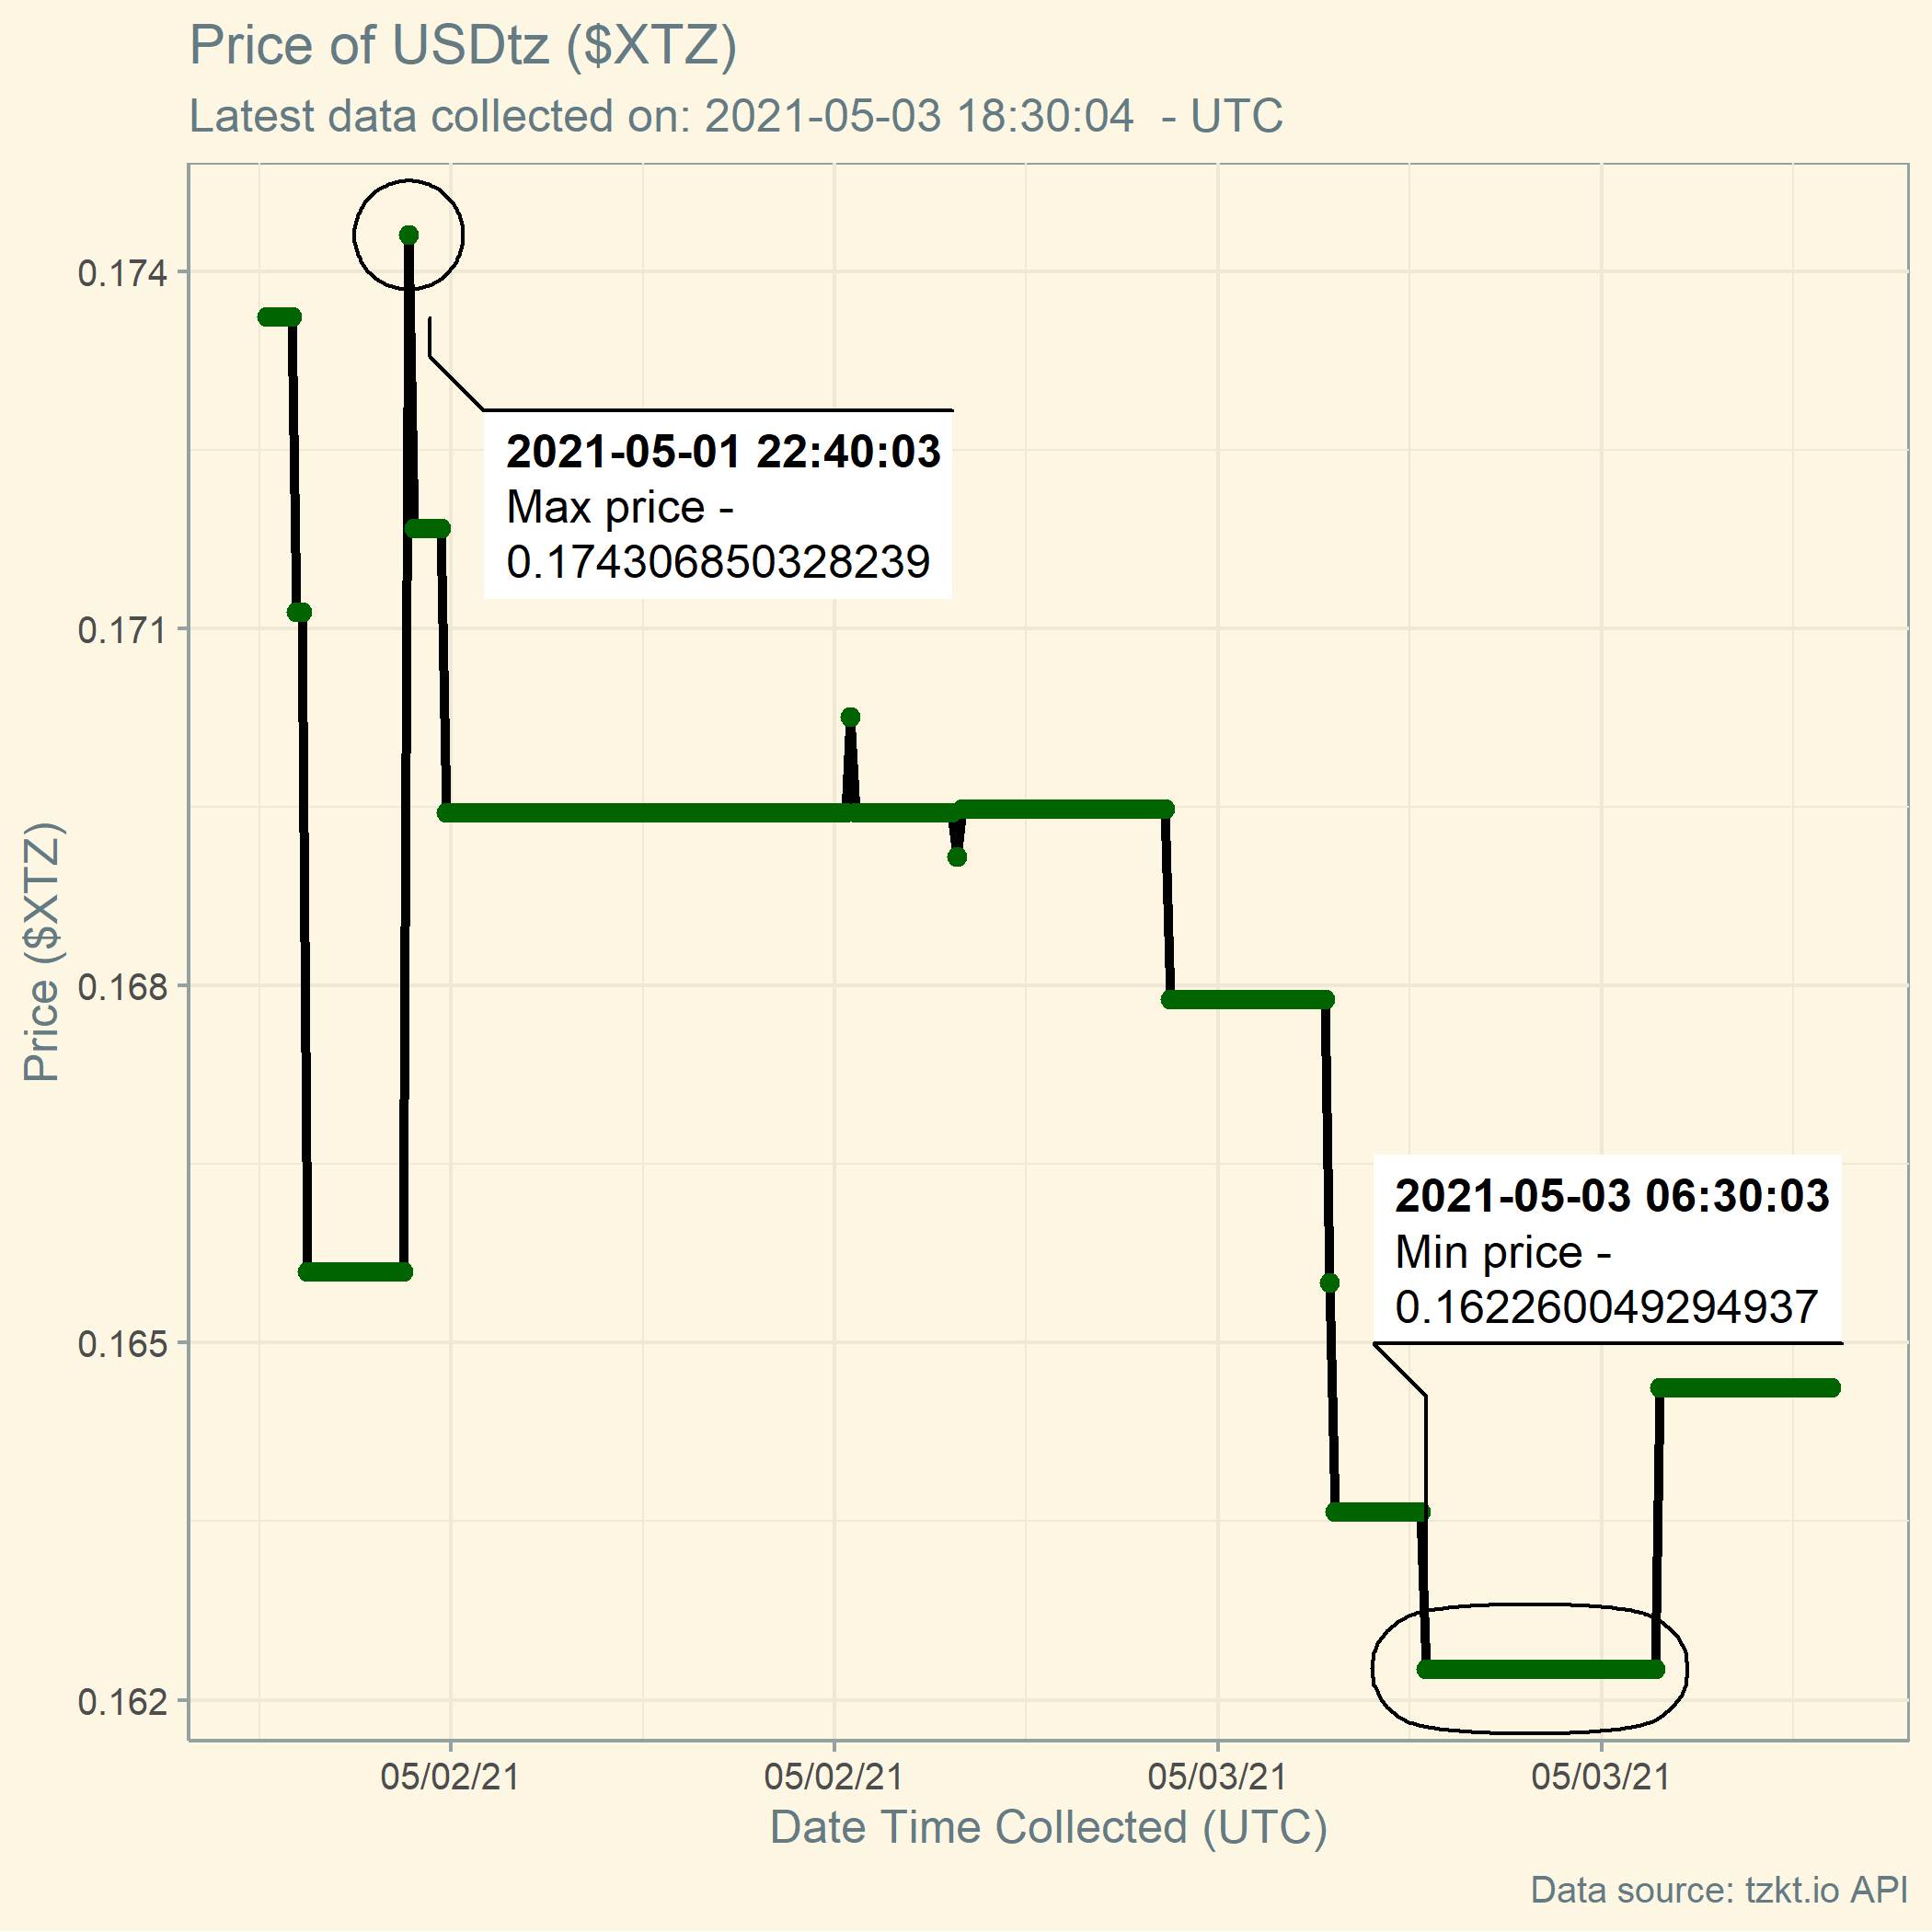 Price of USDtz ($XTZ)
Latest data collected on: 2021-05-03 18:30:04  - UTC
0.174
0.171
0.168
0.165
0.162
Price ($XTZ)
2021-05-01 22:40:03
Max price -
0.174306850328239
2021-05-03 06:30:03
Min price -
0.162260049294937
05/02/21 05/02/21 05/03/21 05/03/21
Date Time Collected (UTC)
Data source: tzkt.io API